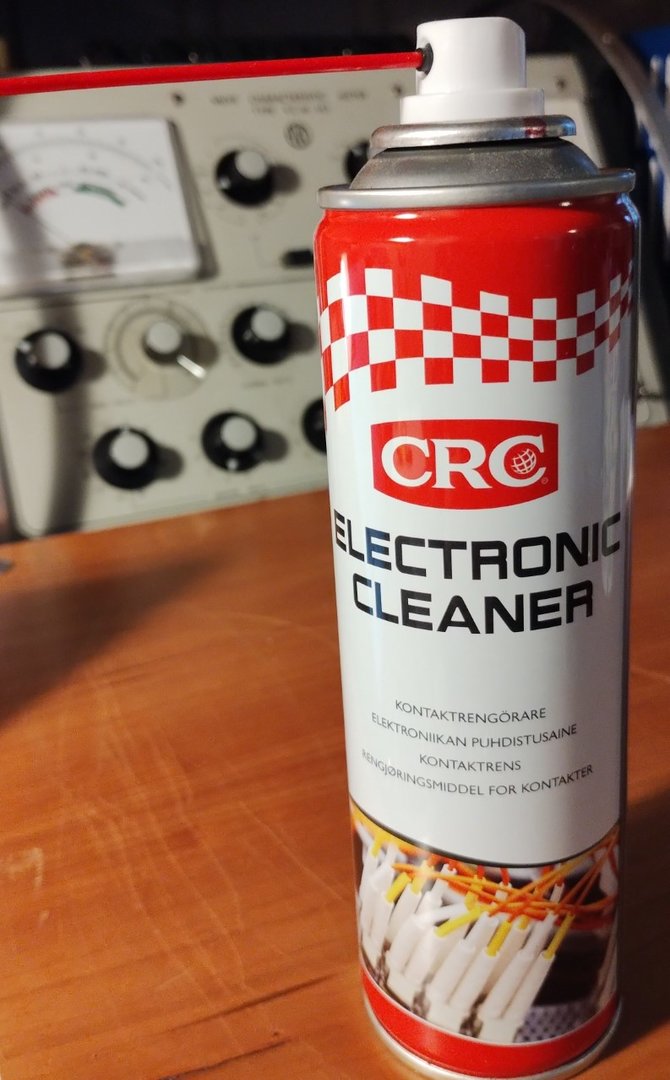 CRC
ELECTRONIC
CLEANER
KONTAKTRENGÖRARE
ELEKTRONIIKAN PUHDISTUSAINE
KONTAKTRENS
RENGJØRINGSMIDDEL FOR KONTAKTER